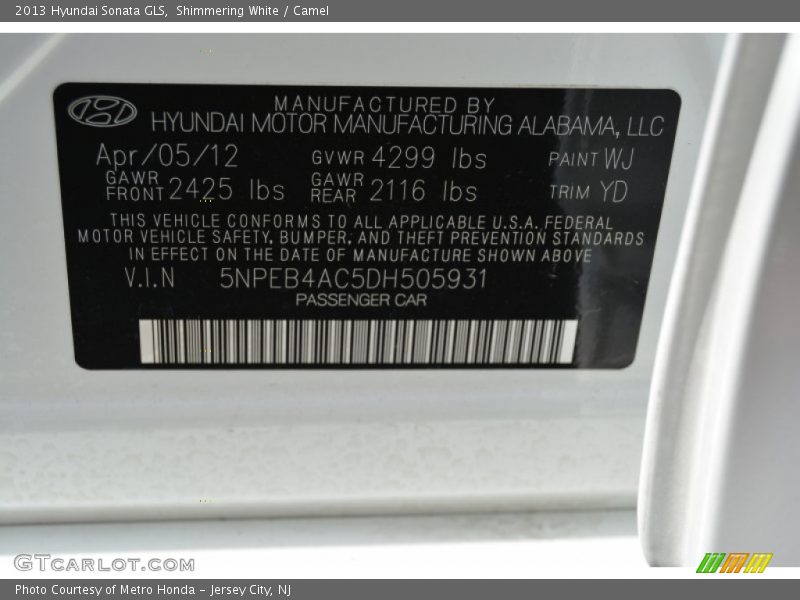 2013 Hyundai Sonata GLS,  Shimmering White / Camel
MANUFACTURED BY
HYUNDAI MOTOR MANUFACTURING ALABAMA, LLC
Apr/05/12 GVWR 4299 lbs PAINT WJ
GAWR FRONT 2425 lbs GAWR REAR 2116 lbs TRIM YD
THIS VEHICLE CONFORMS TO ALL APPLICABLE U.S.A. FEDERAL
MOTOR VEHICLE SAFETY, BUMPER, AND THEFT PREVENTION STANDARDS
IN EFFECT ON THE DATE OF MANUFACTURE SHOWN ABOVE
V.I.N 5NPEB4AC5DH505931
PASSENGER CAR
GTCARLOT.COM
Photo Courtesy of Metro Honda - Jersey City, NJ